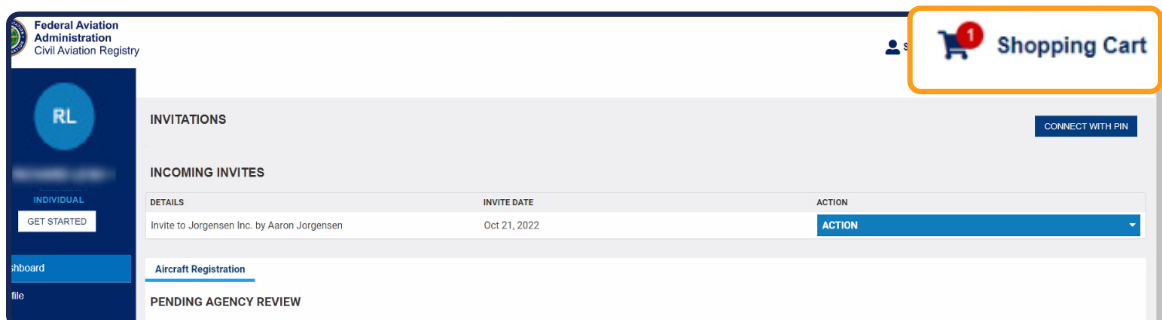 Federal Aviation
Administration
Civil Aviation Registry
S
1
Shopping Cart
RL
INDIVIDUAL
GET STARTED
shboard
file
INVITATIONS
CONNECT WITH PIN
INCOMING INVITES
DETAILS INVITE DATE ACTION
Invite to Jorgensen Inc. by Aaron Jorgensen Oct 21, 2022 ACTION
Aircraft Registration
PENDING AGENCY REVIEW